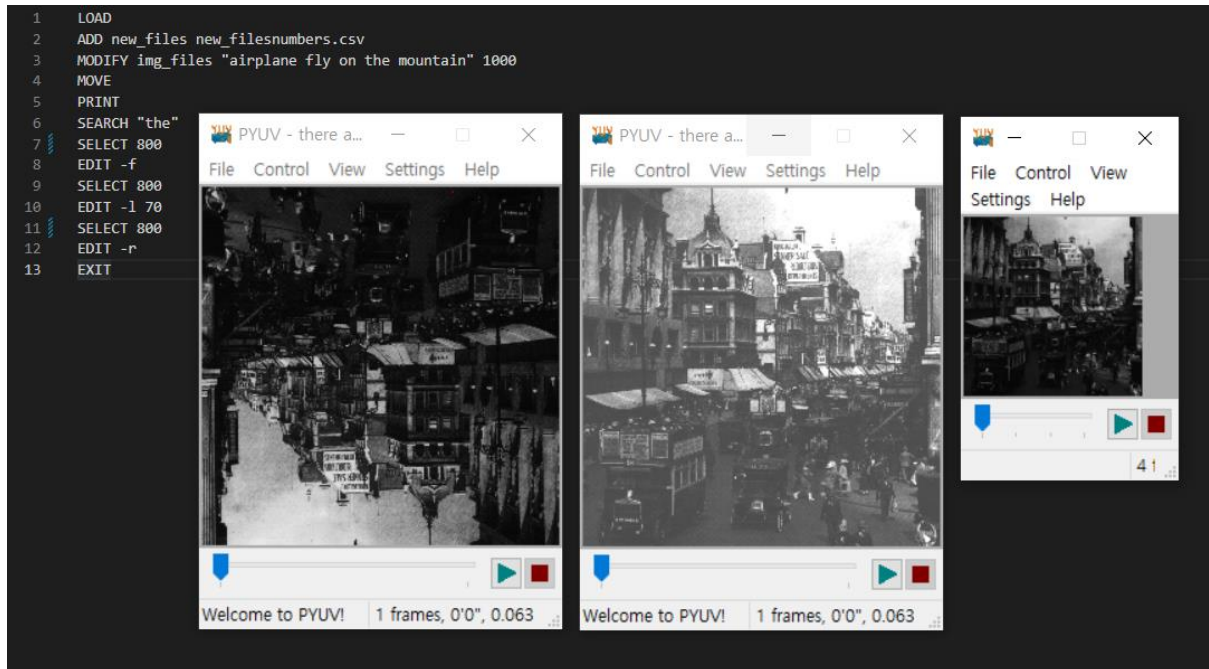 1 LOAD
2 ADD new_files new_filesnumbers.csv
3 MODIFY img_files "airplane fly on the mountain" 1000
4 MOVE
5 PRINT
6 SEARCH "the"
7 SELECT 800
8 EDIT -f
9 SELECT 800
10 EDIT -l 70
11 SELECT 800
12 EDIT -r
13 EXIT
PYUV - there a...
File Control View Settings Help
Welcome to PYUV! 1 frames, 0'0", 0.063
PYUV - there a...
File Control View Settings Help
Welcome to PYUV! 1 frames, 0'0", 0.063
File Control View
Settings Help